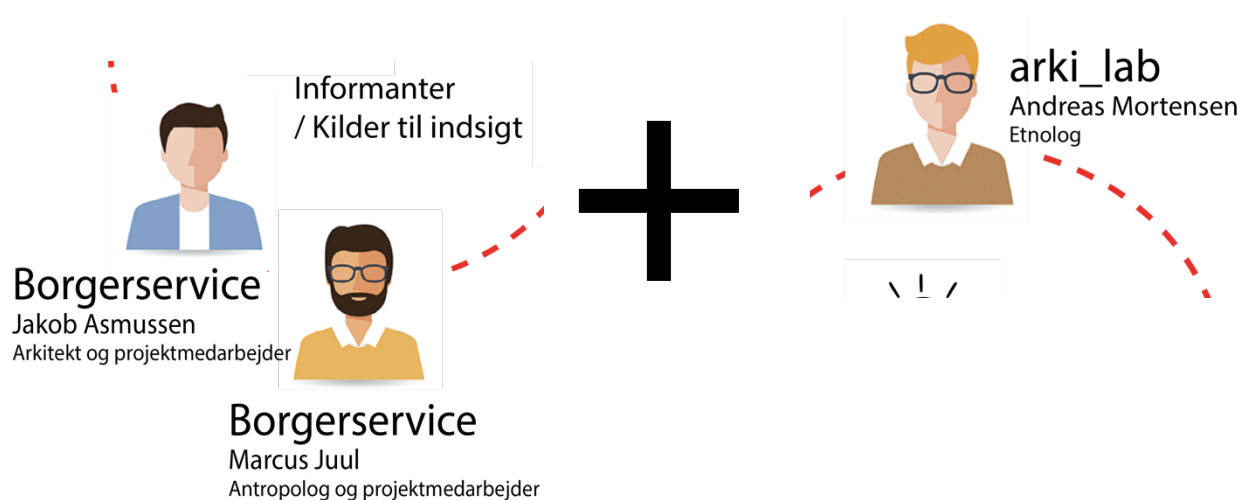 Informanter
/ Kilder til indsigt
Borgerservice
Jakob Asmussen
Arkitekt og projektmedarbejder
Borgerservice
Marcus Juul
Antropolog og projektmedarbejder
arki_lab
Andreas Mortensen
Etnolog